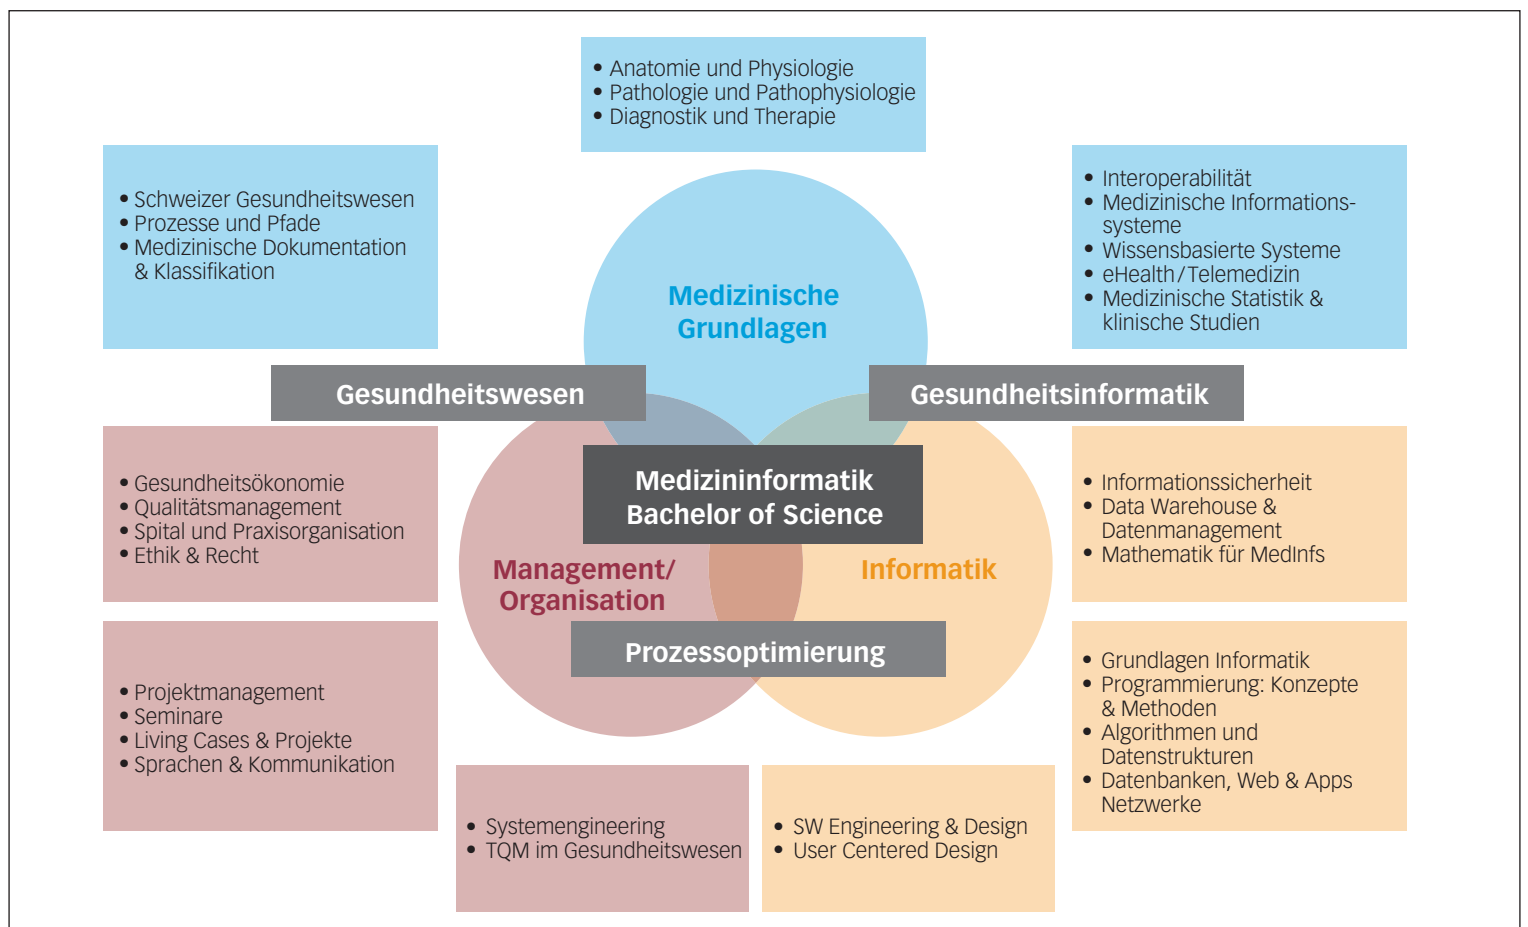 • Anatomie und Physiologie
• Pathologie und Pathophysiologie
• Diagnostik und Therapie
• Schweizer Gesundheitswesen
• Prozesse und Pfade
• Medizinische Dokumentation
& Klassifikation
• Interoperabilität
• Medizinische Informations-
systeme
• Wissensbasierte Systeme
• eHealth/Telemedizin
• Medizinische Statistik &
klinische Studien
Medizinische
Grundlagen
Gesundheitswesen
Gesundheitsinformatik
• Gesundheitsökonomie
• Qualitätsmanagement
• Spital und Praxisorganisation
• Ethik & Recht
Medizininformatik
Bachelor of Science
• Informationssicherheit
• Data Warehouse &
Datenmanagement
• Mathematik für MedInfs
Management/
Organisation
Informatik
Prozessoptimierung
• Projektmanagement
• Seminare
• Living Cases & Projekte
• Sprachen & Kommunikation
• Grundlagen Informatik
• Programmierung: Konzepte
& Methoden
• Algorithmen und
Datenstrukturen
• Datenbanken, Web & Apps
Netzwerke
• Systemengineering
• TQM im Gesundheitswesen
• SW Engineering & Design
• User Centered Design